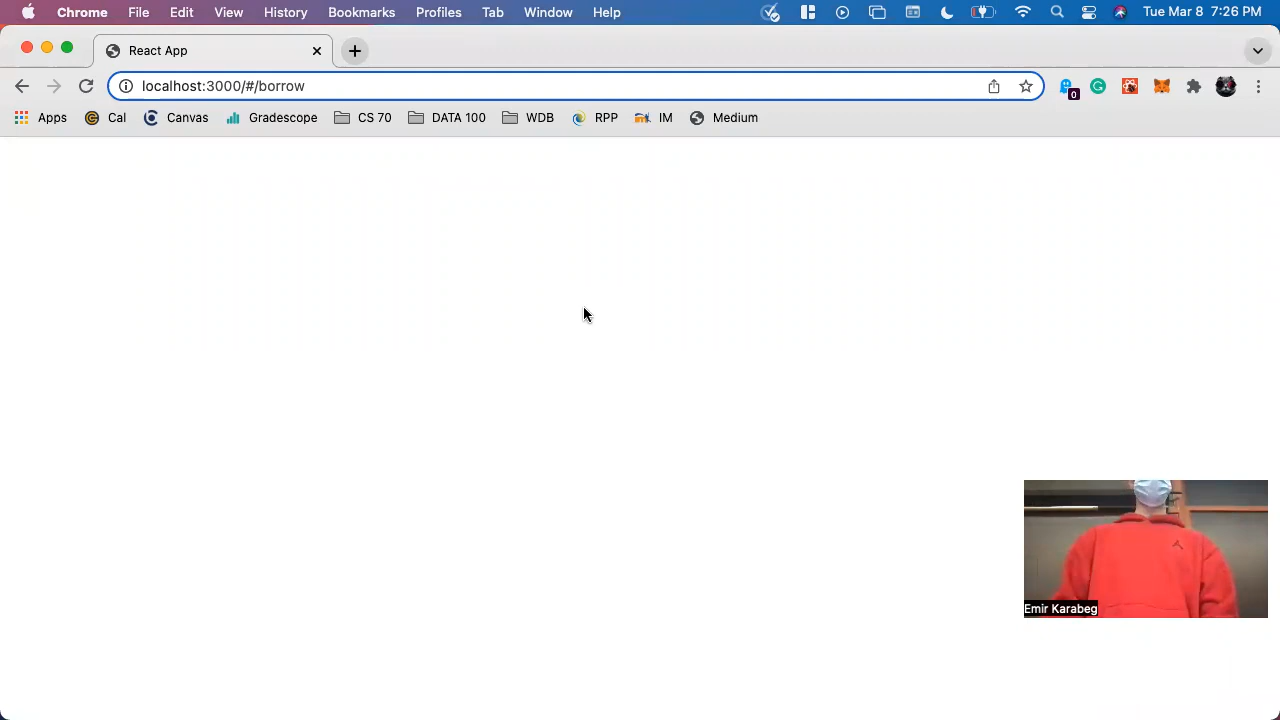 Chrome File Edit View History Bookmarks Profiles Tab Window Help Tue Mar 8 7:26 PM
React App
localhost:3000/#/borrow
0
Apps Cal Canvas Gradescope CS 70 DATA 100 WDB RPP IM Medium
Emir Karabeg